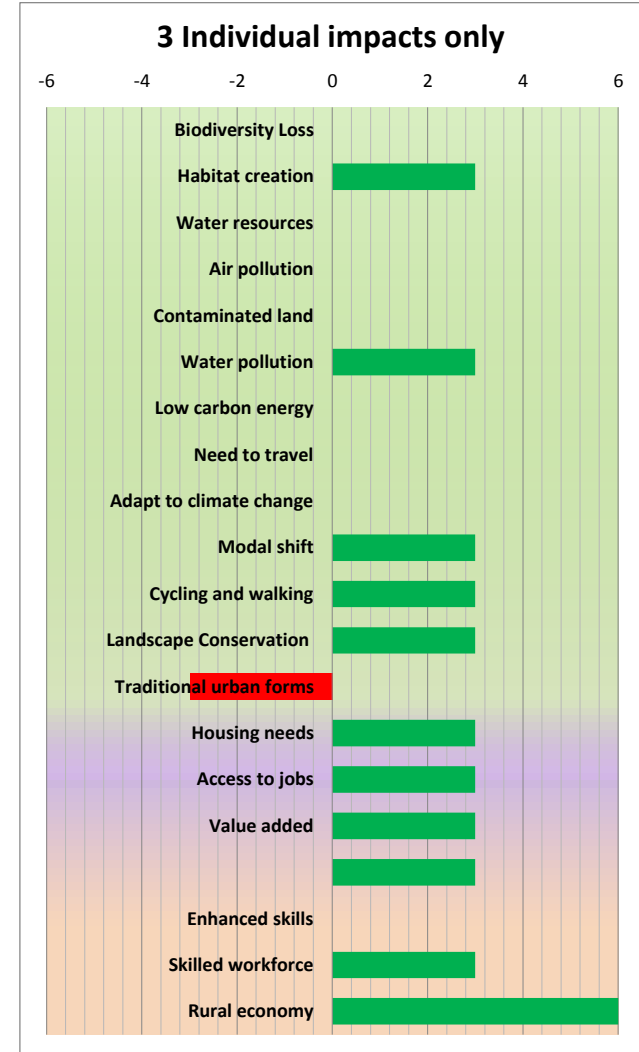 3 Individual impacts only
-6 -4 -2 0 2 4 6
Biodiversity Loss
Habitat creation
Water resources
Air pollution
Contaminated land
Water pollution
Low carbon energy
Need to travel
Adapt to climate change
Modal shift
Cycling and walking
Landscape Conservation
Traditional urban forms
Housing needs
Access to jobs
Value added
Enhanced skills
Skilled workforce
Rural economy